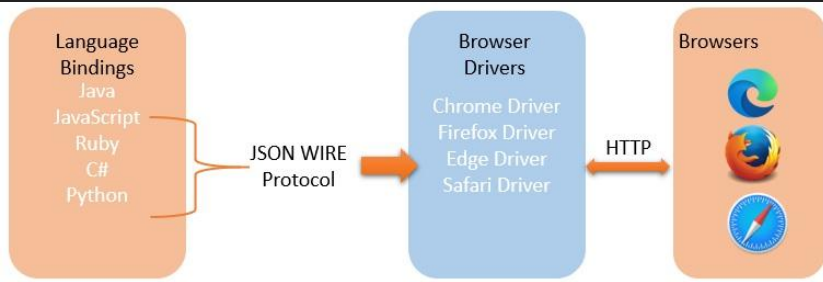 Language
Bindings
Java
JavaScript
Ruby
C#
Python
JSON WIRE
Protocol
Browser
Drivers
Chrome Driver
Firefox Driver
Edge Driver
Safari Driver
HTTP
Browsers